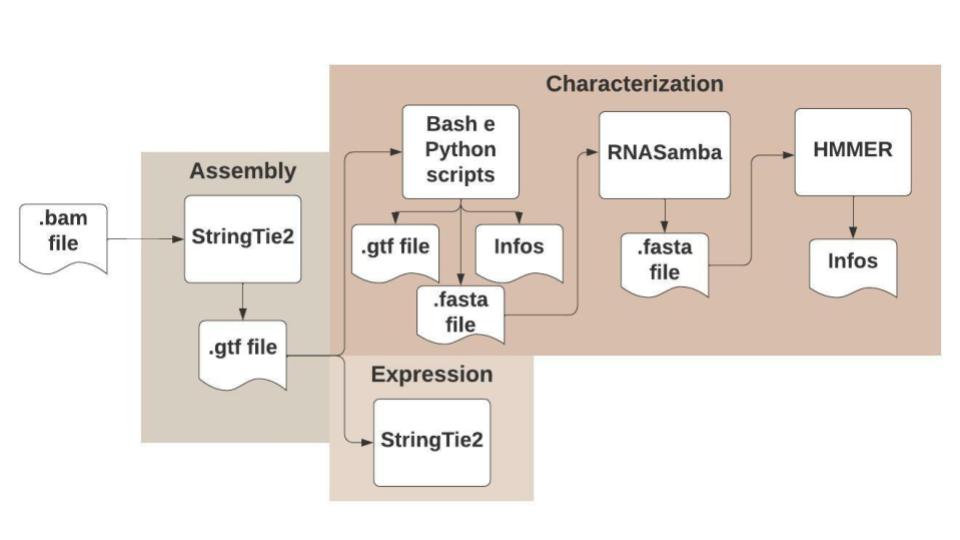 Characterization
Bash e
Python
scripts
RNASamba
HMMER
Assembly
.bam
file
StringTie2
.gtf file
Infos
.fasta
file
.fasta
file
Infos
.gtf file
Expression
StringTie2